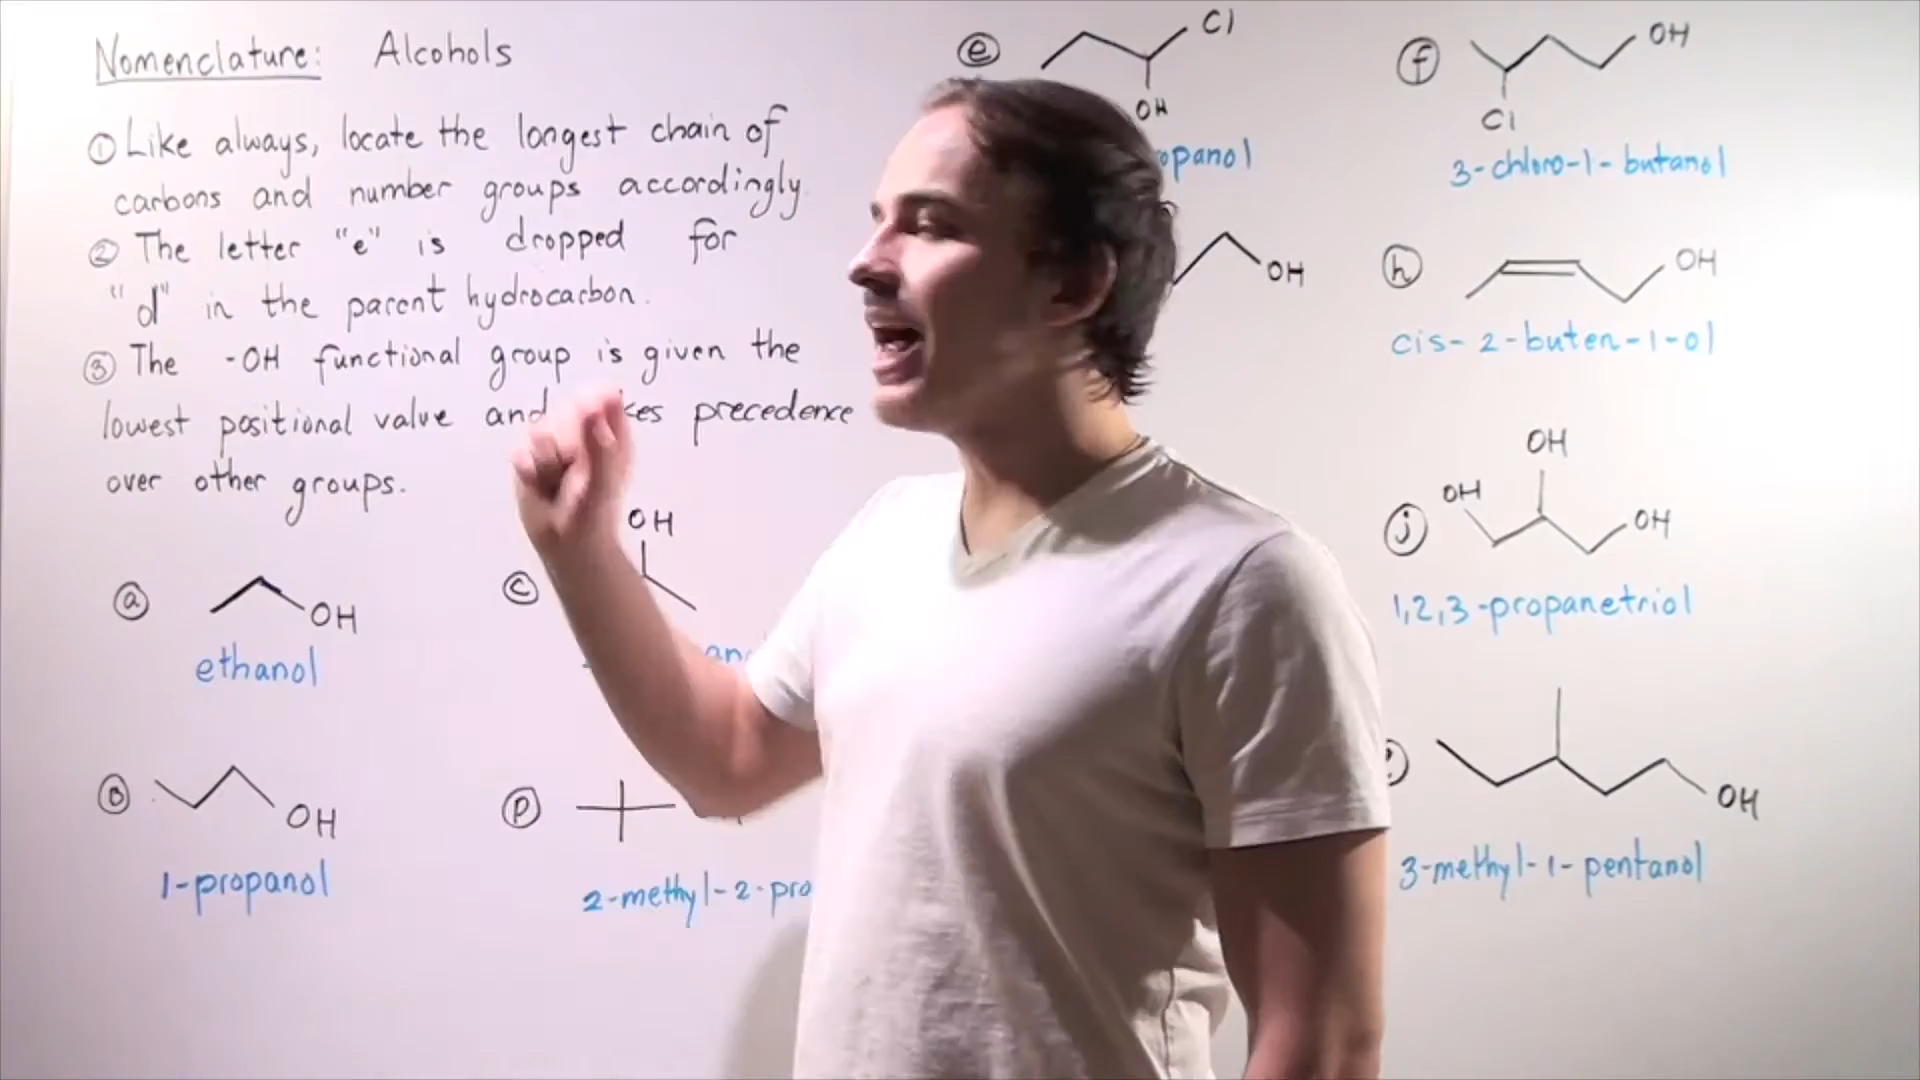 Nomenclature: Alcohols
① Like always, locate the longest chain of
carbons and number groups accordingly.
② The letter "e" is dropped for
"ol" in the parent hydrocarbon.
③ The -OH functional group is given the
lowest positional value and precedence
over other groups.
ⓐ OH
ethanol
Ⓑ OH
1-propanol
ⓒ OH
ⓟ
2-methyl-2-pro
ⓔ Cl
OH
opanol
OH
ⓕ OH
Cl
3-chloro-1-butanol
ⓗ OH
cis-2-buten-1-ol
ⓙ OH OH OH
1,2,3-propanetriol
OH
3-methyl-1-pentanol